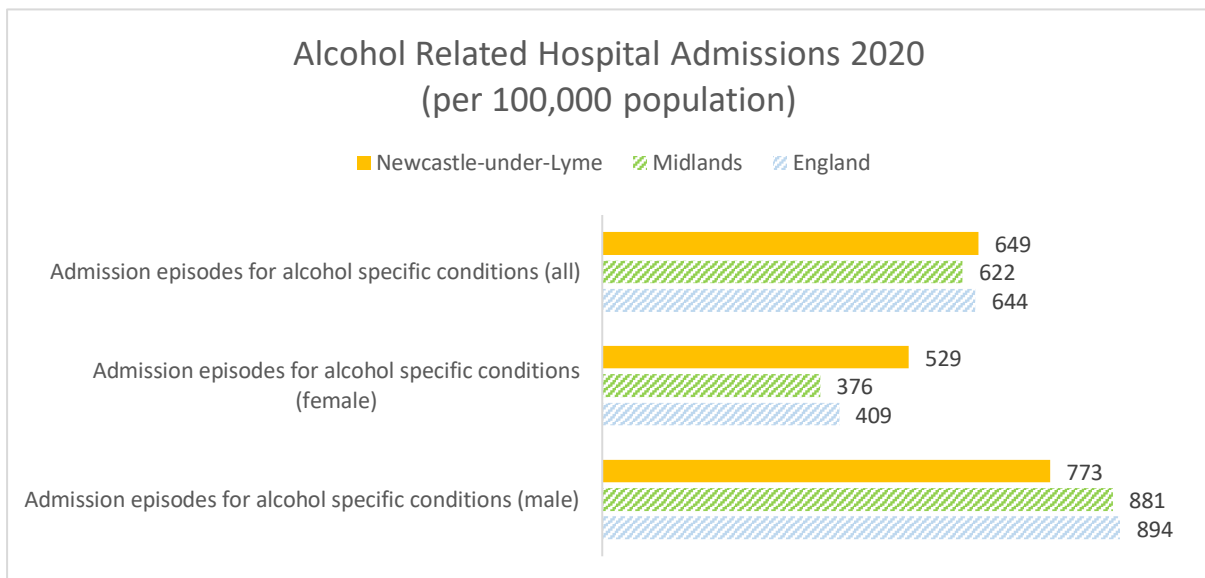 Alcohol Related Hospital Admissions 2020
(per 100,000 population)
Newcastle-under-Lyme Midlands England
Admission episodes for alcohol specific conditions (all)
649
622
644
Admission episodes for alcohol specific conditions
(female)
529
376
409
Admission episodes for alcohol specific conditions (male)
773
881
894